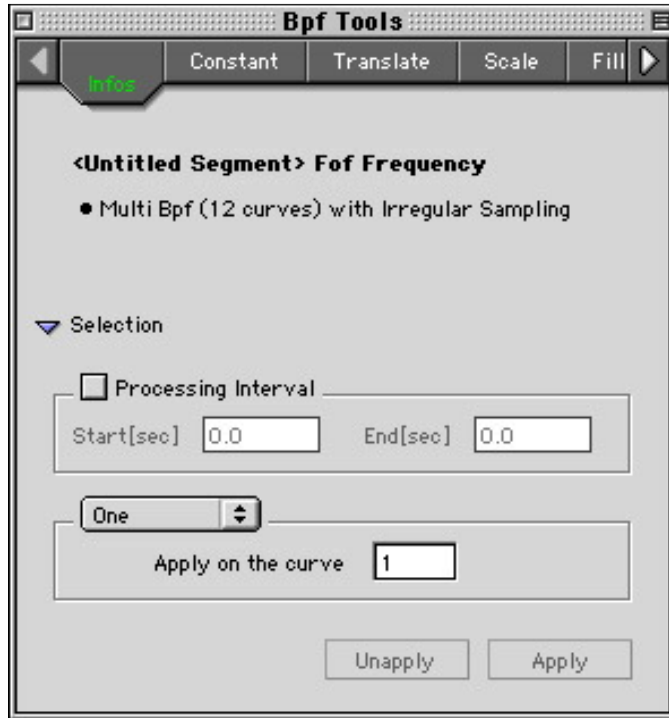 Bpf Tools
Infos Constant Translate Scale Fill
<Untitled Segment> Fof Frequency
• Multi Bpf (12 curves) with Irregular Sampling
Selection
Processing Interval
Start[sec] 0.0 End[sec] 0.0
One
Apply on the curve 1
Unapply Apply